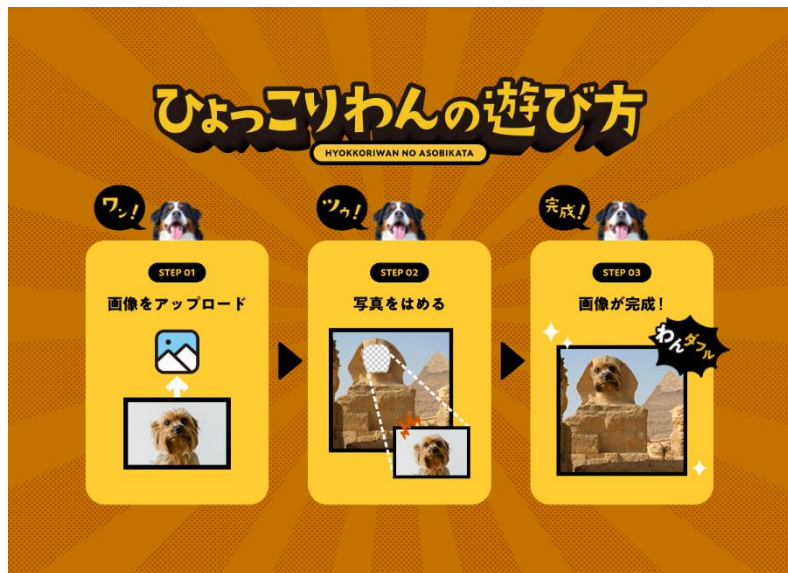 ひょっこりわんの遊び方
HYOKKORIWAN NO ASOBIKATA
ワン!
STEP 01
画像をアップロード
ツゥ!
STEP 02
写真をはめる
完成!
STEP 03
画像が完成!
わんダフル